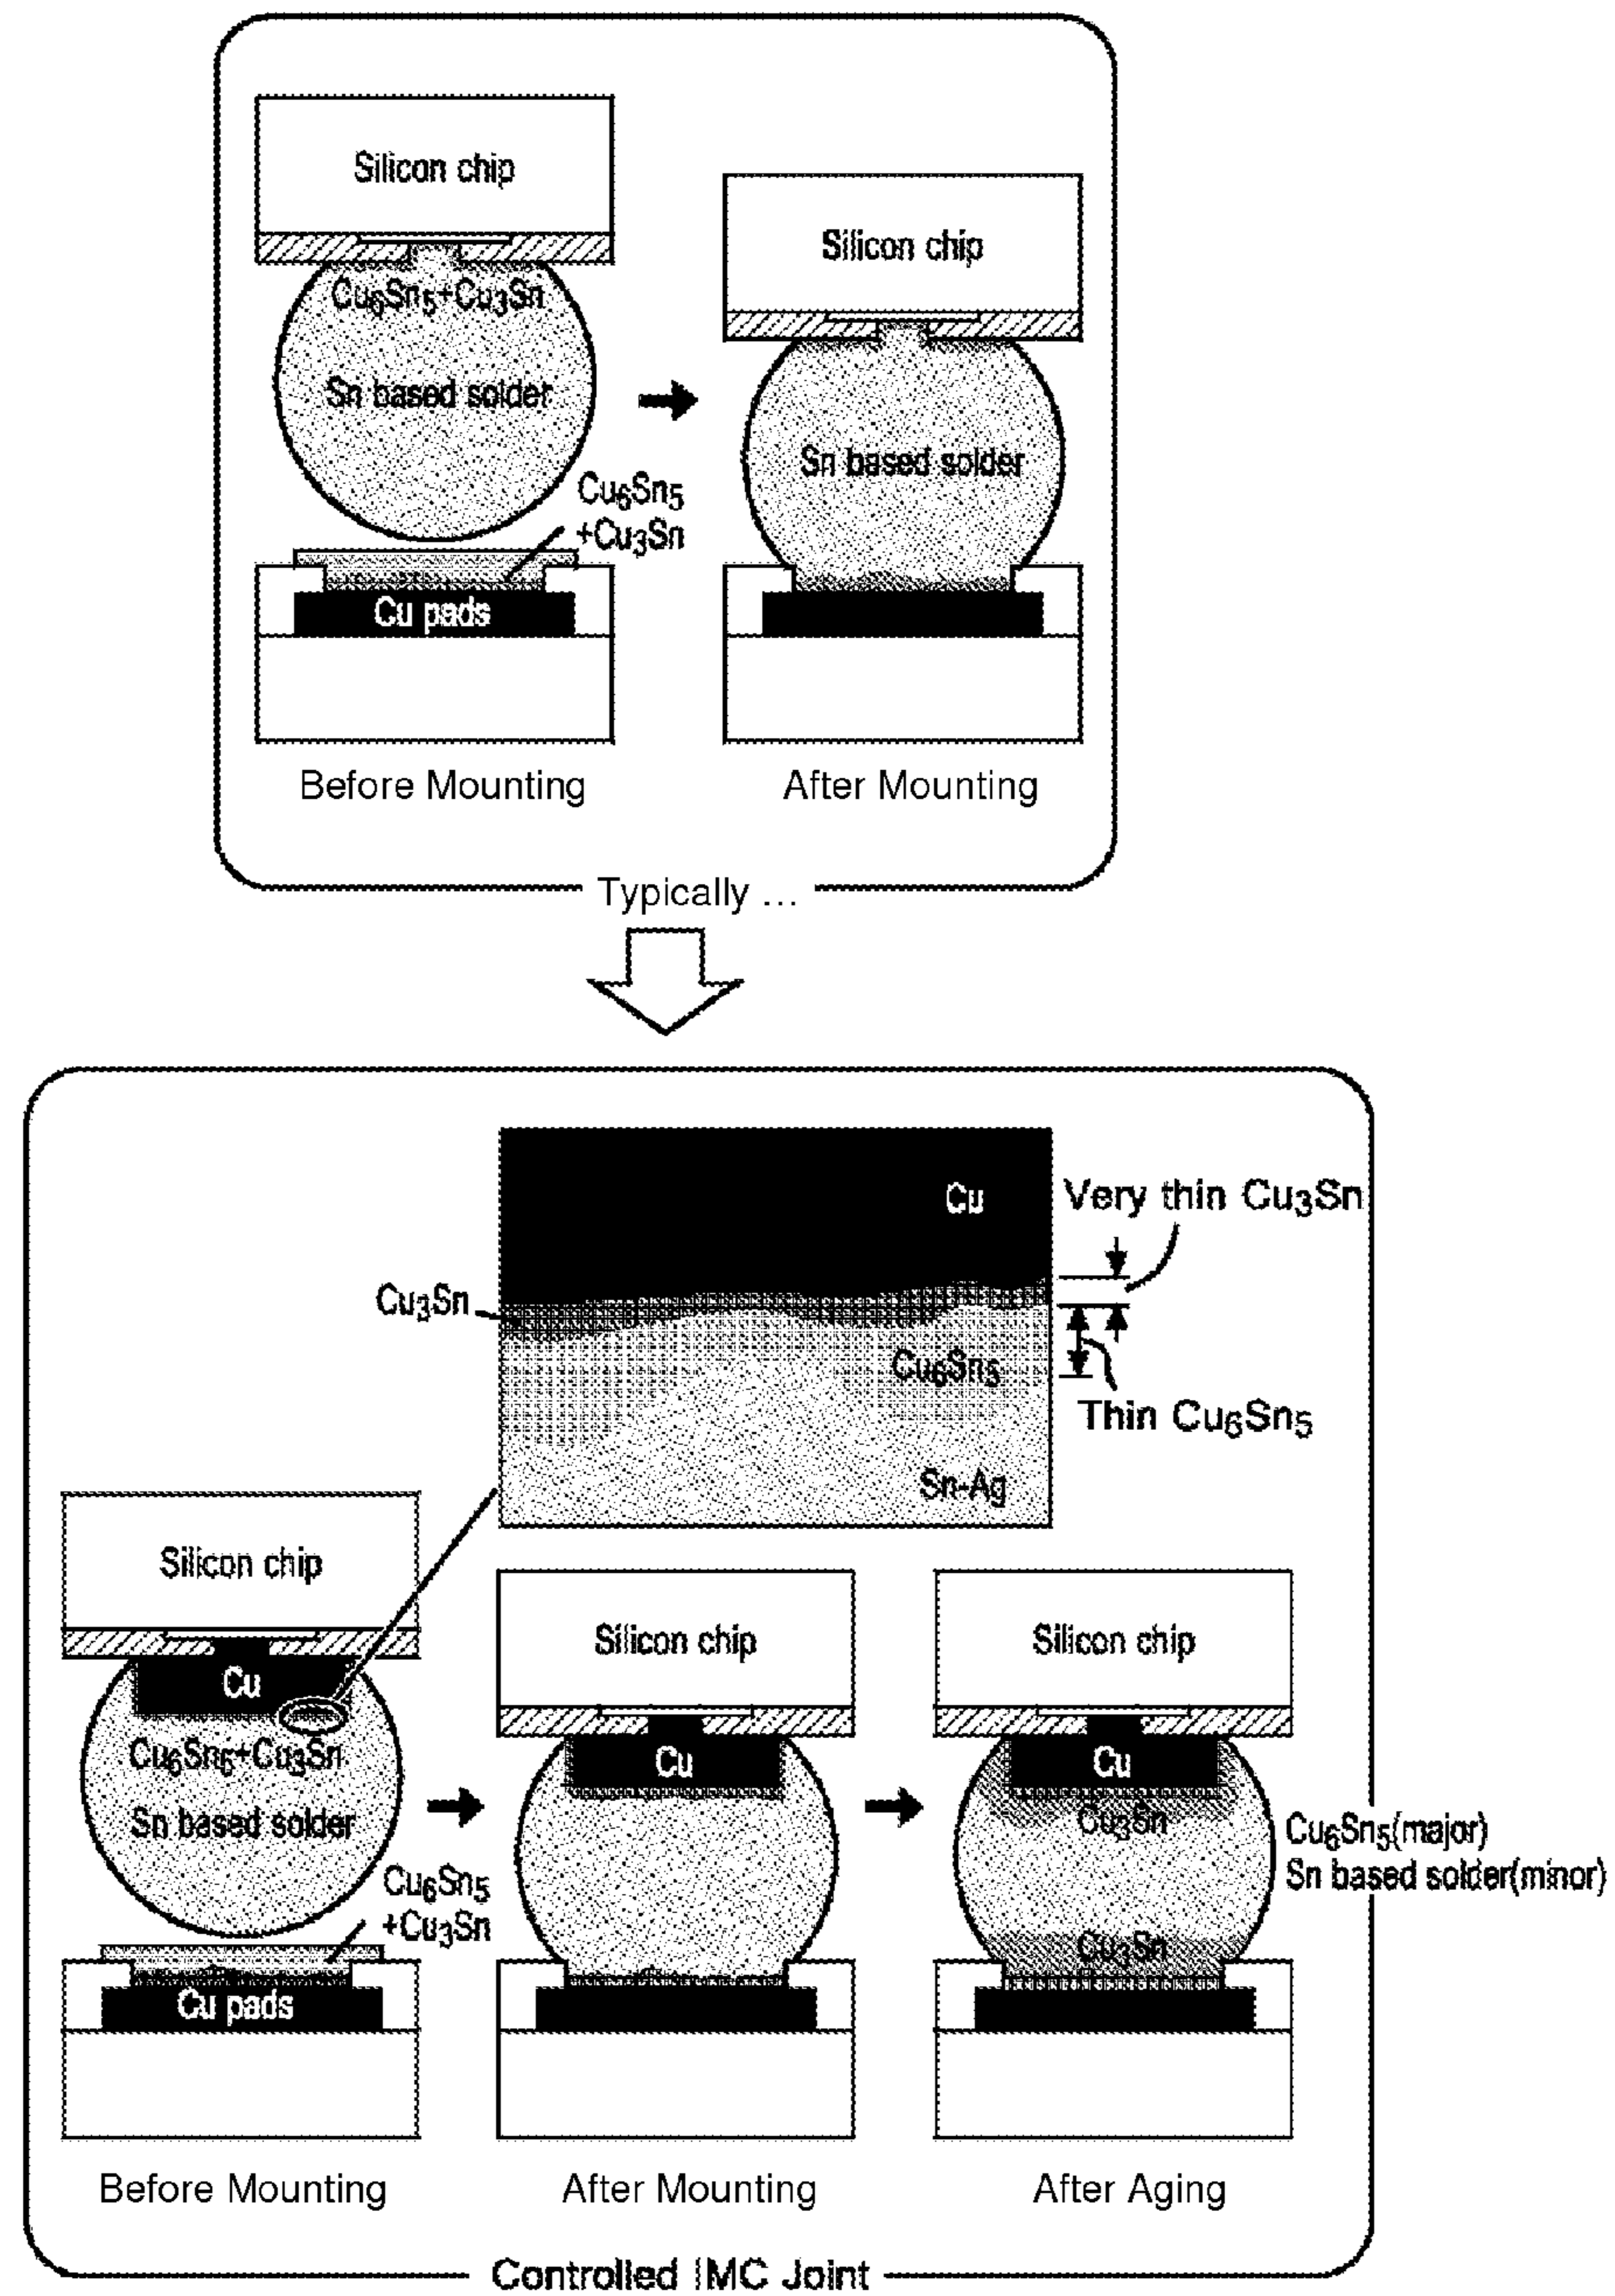 Silicon chip
Cu₆Sn₅+Cu₃Sn
Sn based solder
Cu₆Sn₅
+Cu₃Sn
Cu pads
Before Mounting
Silicon chip
Sn based solder
After Mounting
Typically ...
Cu
Very thin Cu₃Sn
Cu₃Sn
Cu₆Sn₅
Thin Cu₆Sn₅
Sn-Ag
Silicon chip
Cu
Cu₆Sn₅+Cu₃Sn
Sn based solder
Cu₆Sn₅
+Cu₃Sn
Cu pads
Before Mounting
Silicon chip
Cu
After Mounting
Silicon chip
Cu
Cu₃Sn
Cu₆Sn₅(major)
Sn based solder(minor)
Cu₃Sn
After Aging
Controlled IMC Joint